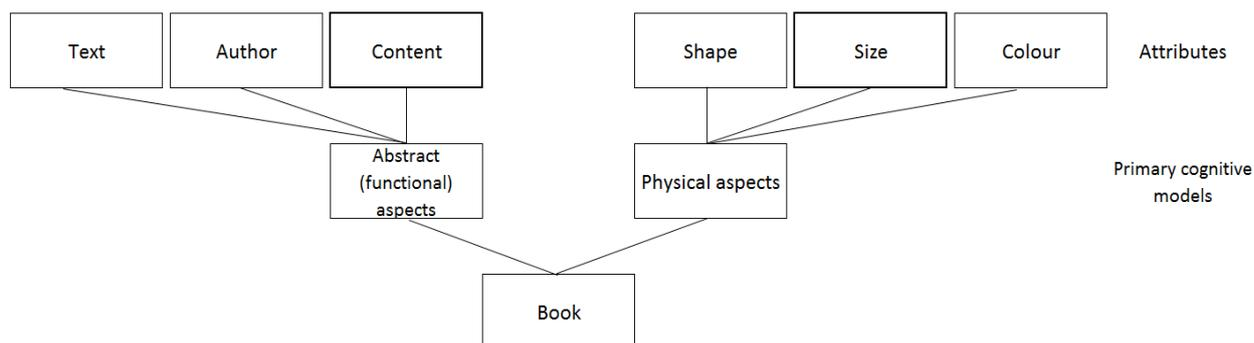 Text
Author
Content
Shape
Size
Colour
Attributes
Abstract
(functional)
aspects
Physical aspects
Primary cognitive
models
Book